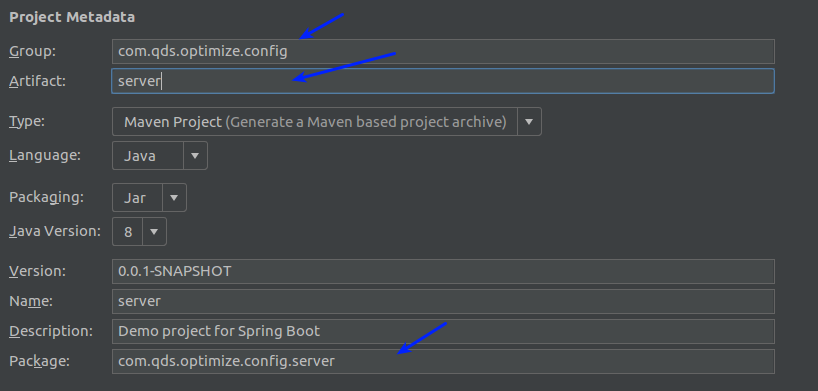 Project Metadata
Group: com.qds.optimize.config
Artifact: server
Type: Maven Project (Generate a Maven based project archive)
Language: Java
Packaging: Jar
Java Version: 8
Version: 0.0.1-SNAPSHOT
Name: server
Description: Demo project for Spring Boot
Package: com.qds.optimize.config.server